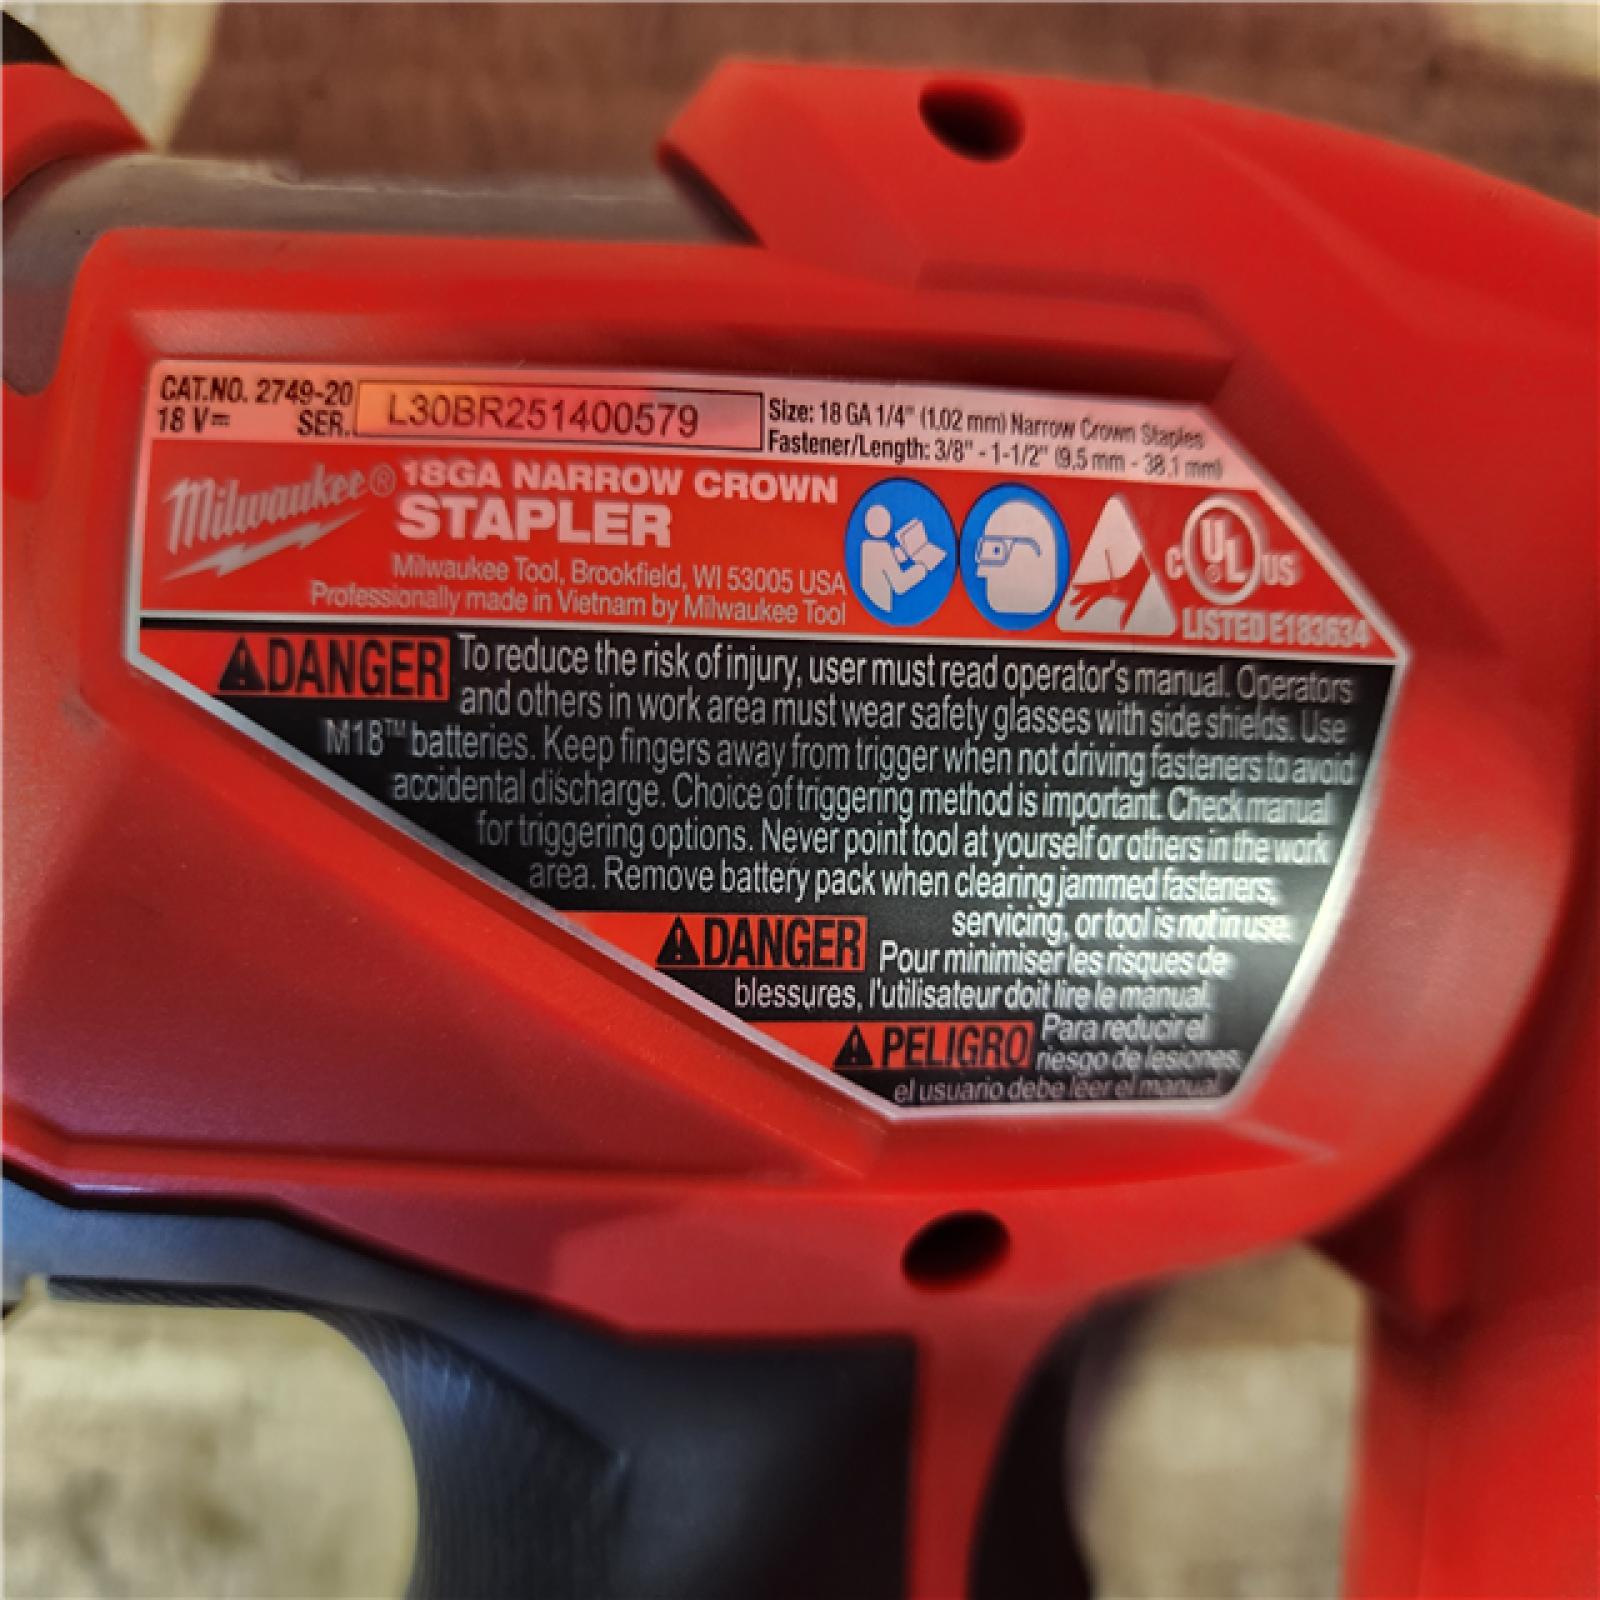 CAT.NO. 2749-20
18 V⎓ SER. L30BR251400579
Size: 18 GA 1/4" (1.02 mm) Narrow Crown Staples
Fastener/Length: 3/8" - 1-1/2" (9.5 mm - 38.1 mm)
Milwaukee® 18GA NARROW CROWN
STAPLER
Milwaukee Tool, Brookfield, WI 53005 USA
Professionally made in Vietnam by Milwaukee Tool
C UL US
LISTED E183634
DANGER To reduce the risk of injury, user must read operator's manual. Operators
and others in work area must wear safety glasses with side shields. Use
M18™ batteries. Keep fingers away from trigger when not driving fasteners to avoid
accidental discharge. Choice of triggering method is important. Check manual
for triggering options. Never point tool at yourself or others in the work
area. Remove battery pack when clearing jammed fasteners,
servicing, or tool is not in use.
DANGER Pour minimiser les risques de
blessures, l'utilisateur doit lire le manual.
PELIGRO Para reducir el
riesgo de lesiones,
el usuario debe leer el manual.